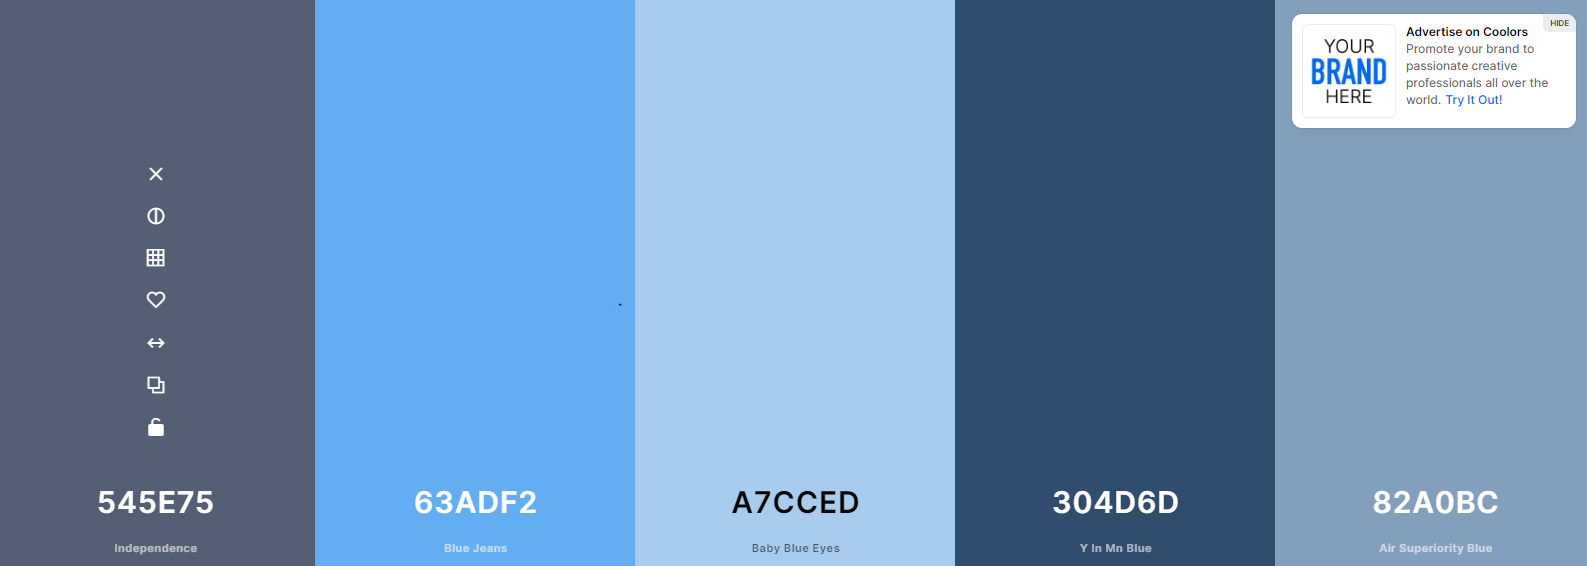 HIDE
YOUR
BRAND
HERE
Advertise on Coolors
Promote your brand to
passionate creative
professionals all over the
world. Try It Out!
545E75
Independence
63ADF2
Blue Jeans
A7CCED
Baby Blue Eyes
304D6D
Y In Mn Blue
82A0BC
Air Superiority Blue